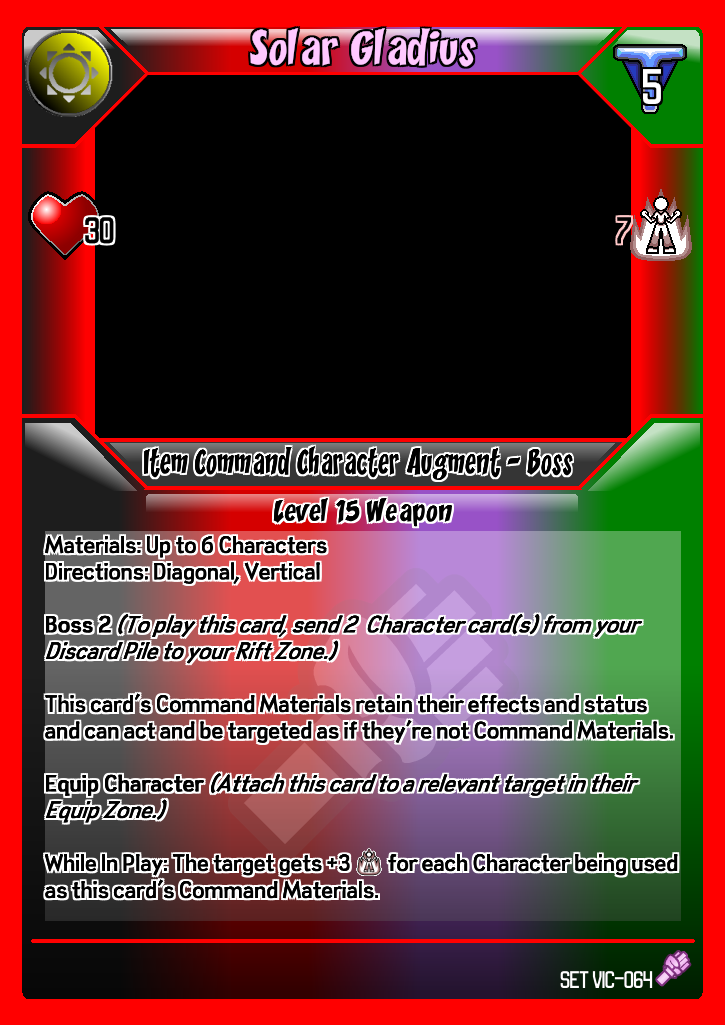 Solar Gladius
5
30
7
Item Command Character Augment - Boss
Level 15 Weapon
Materials: Up to 6 Characters
Directions: Diagonal, Vertical
Boss 2 (To play this card, send 2 Character card(s) from your
Discard Pile to your Rift Zone.)
This card's Command Materials retain their effects and status
and can act and be targeted as if they're not Command Materials.
Equip Character (Attach this card to a relevant target in their
Equip Zone.)
While In Play: The target gets +3 for each Character being used
as this card's Command Materials.
SET VIC-064